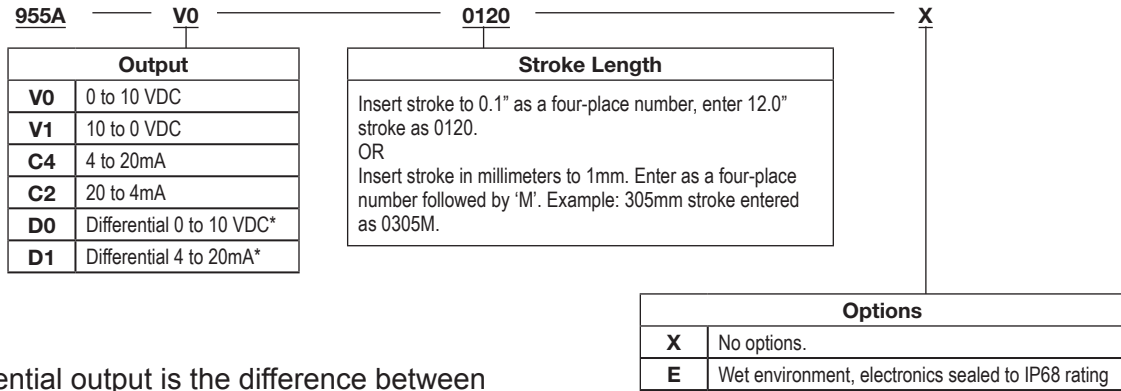 955A V0 0120 X
Output
V0 0 to 10 VDC
V1 10 to 0 VDC
C4 4 to 20mA
C2 20 to 4mA
D0 Differential 0 to 10 VDC*
D1 Differential 4 to 20mA*
Stroke Length
Insert stroke to 0.1” as a four-place number, enter 12.0”
stroke as 0120.
OR
Insert stroke in millimeters to 1mm. Enter as a four-place
number followed by ‘M’. Example: 305mm stroke entered
as 0305M.
Options
X No options.
E Wet environment, electronics sealed to IP68 rating
ential output is the difference between